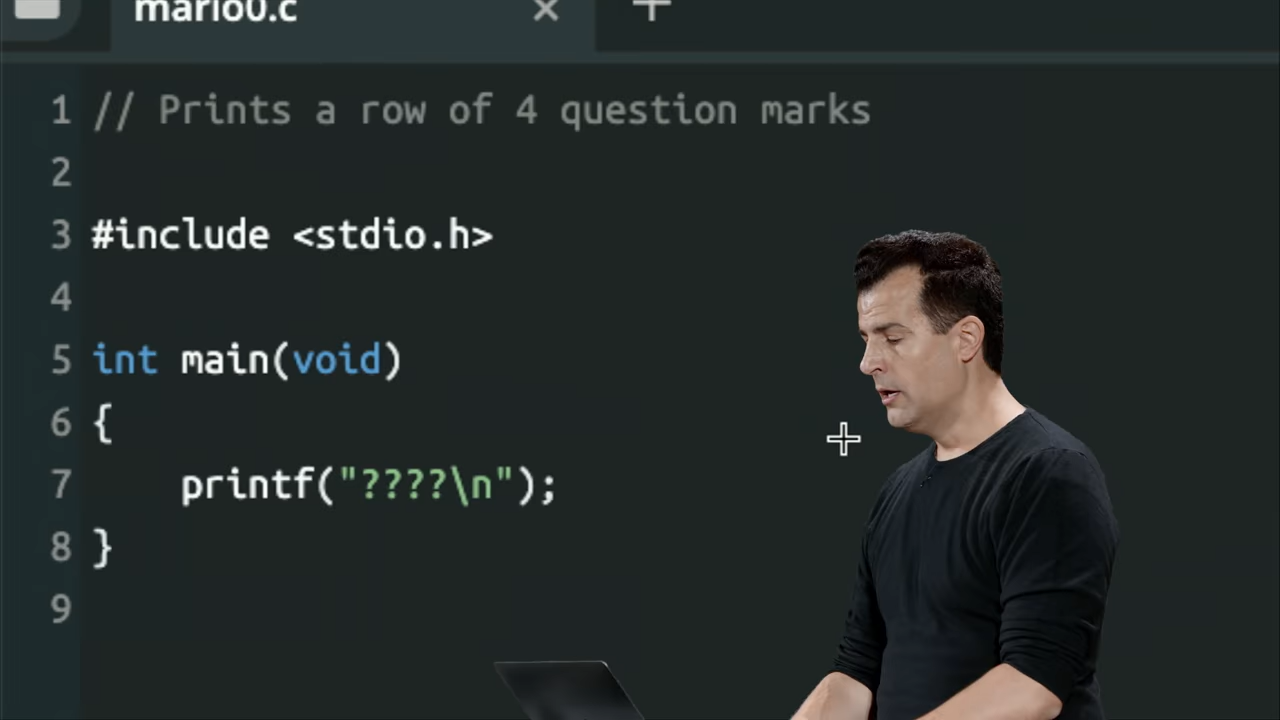 mario0.c × +
1 // Prints a row of 4 question marks
2
3 #include <stdio.h>
4
5 int main(void)
6 {
7 printf("????\n");
8 }
9